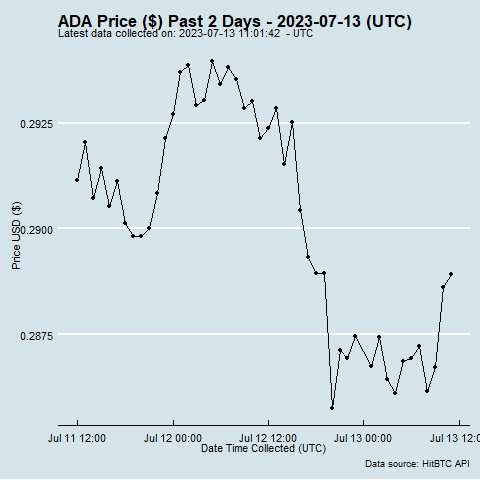 ADA Price ($) Past 2 Days - 2023-07-13 (UTC)
Latest data collected on: 2023-07-13 11:01:42 - UTC
Price USD ($)
0.2925
0.2900
0.2875
Jul 11 12:00 Jul 12 00:00 Jul 12 12:00 Jul 13 00:00 Jul 13 12:00
Date Time Collected (UTC)
Data source: HitBTC API